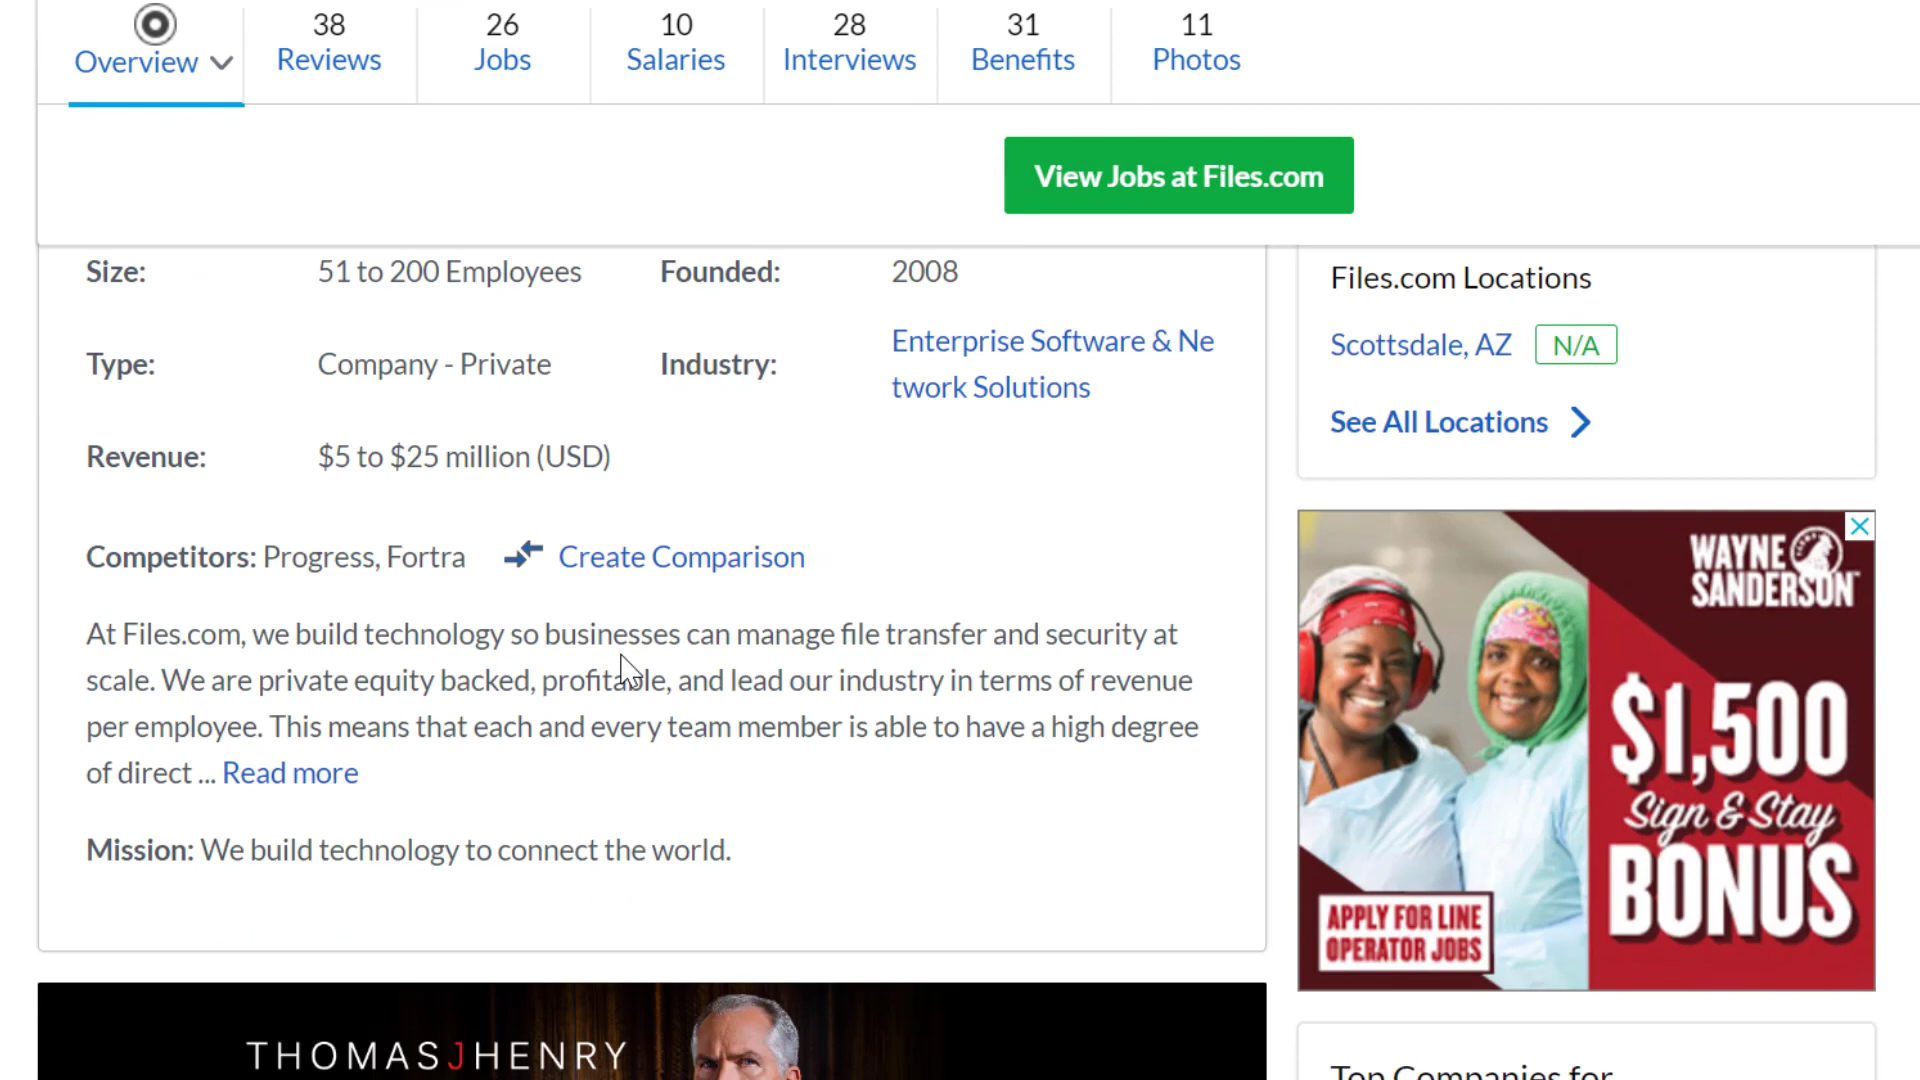 38
26
10
28
31
11
Overview
Reviews
Jobs
Salaries
Interviews
Benefits
Photos
View Jobs at Files.com
Size:
51 to 200 Employees
Founded:
2008
Type:
Company - Private
Industry:
Enterprise Software & Ne
twork Solutions
Revenue:
$5 to $25 million (USD)
Competitors: Progress, Fortra
Create Comparison
At Files.com, we build technology so businesses can manage file transfer and security at
scale. We are private equity backed, profitable, and lead our industry in terms of revenue
per employee. This means that each and every team member is able to have a high degree
of direct ... Read more
Mission: We build technology to connect the world.
THOMASJHENRY
Files.com Locations
Scottsdale, AZ
N/A
See All Locations
WAYNE
SANDERSON
$1,500
Sign & Stay
BONUS
APPLY FOR LINE
OPERATOR JOBS
Top Companies for